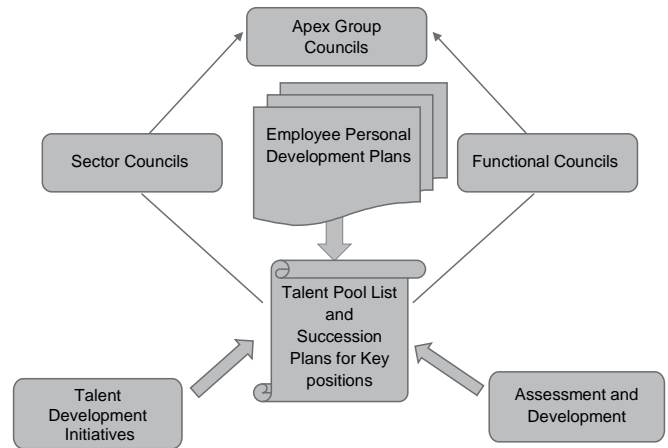 Apex Group
Councils
Employee Personal
Development Plans
Sector Councils
Functional Councils
Talent Pool List
and
Succession
Plans for Key
positions
Talent
Development
Initiatives
Assessment and
Development